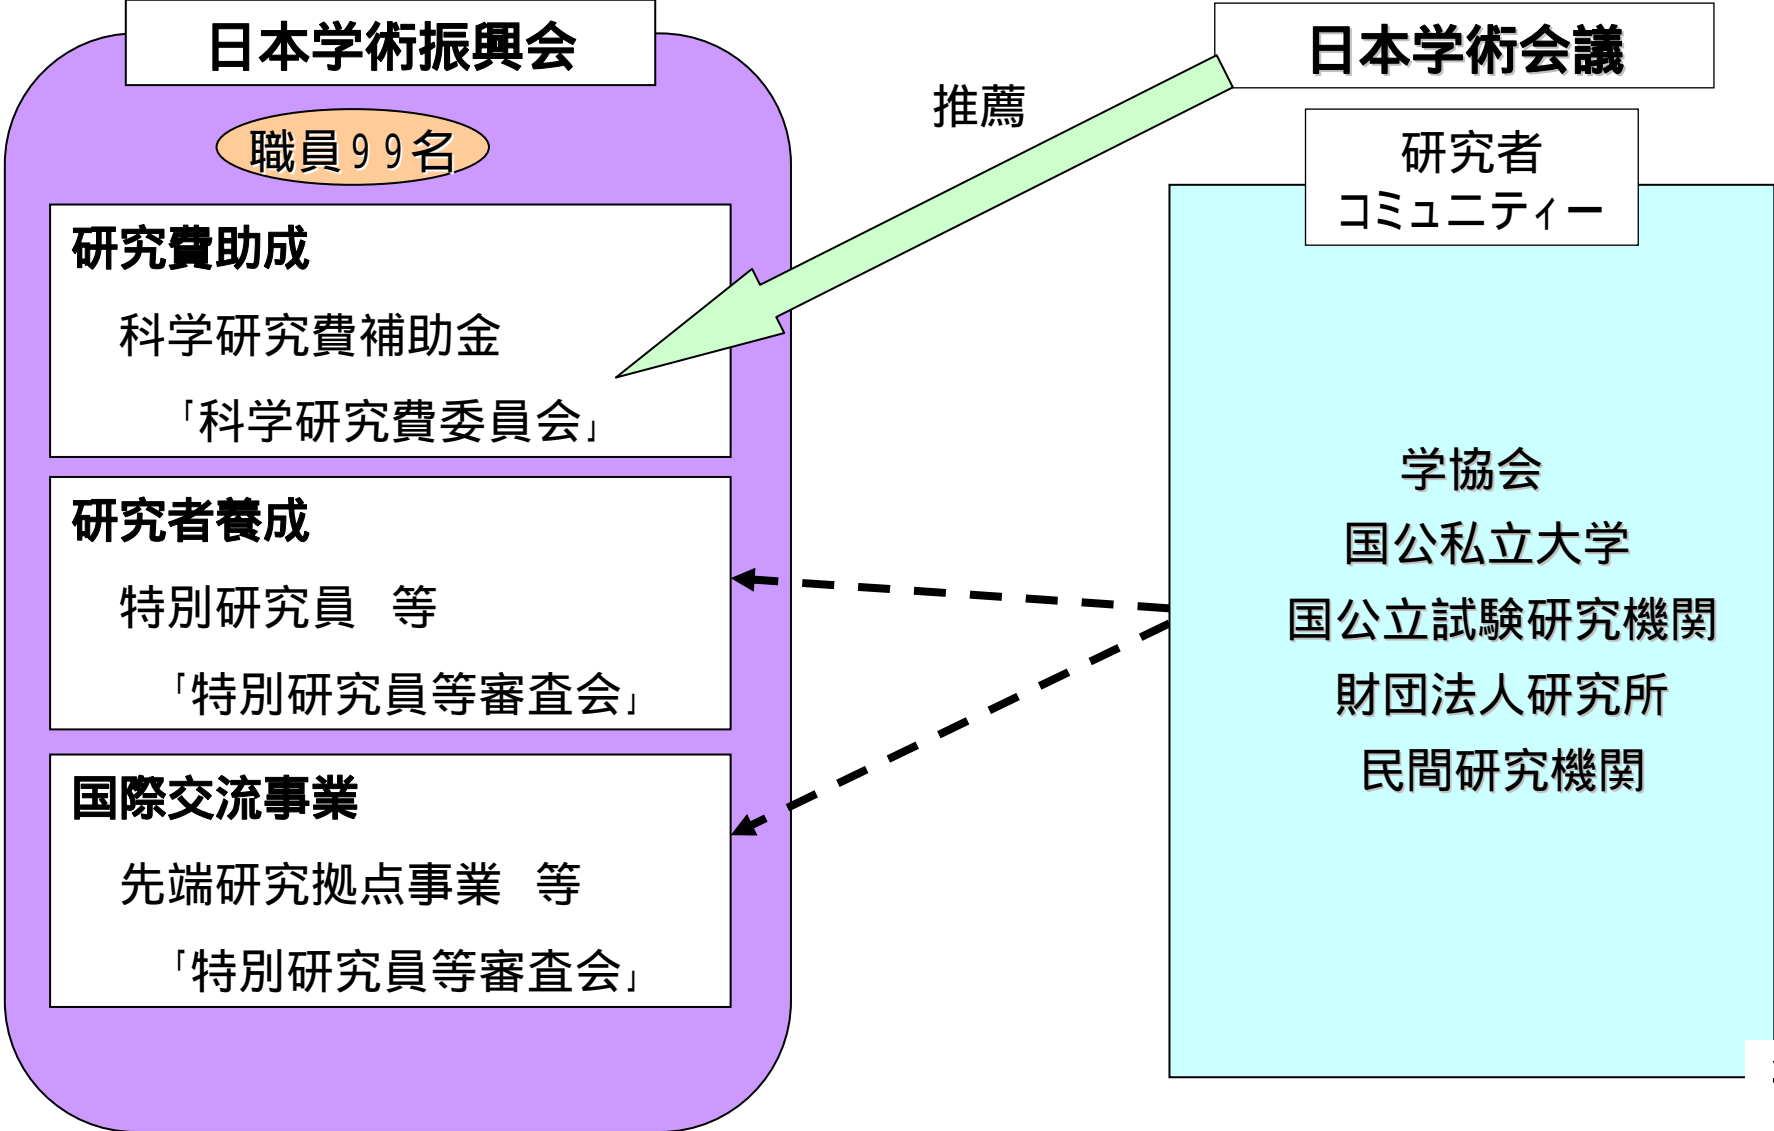 日本学術振興会
職員９９名
研究費助成
科学研究費補助金
「科学研究費委員会」
研究者養成
特別研究員　等
「特別研究員等審査会」
国際交流事業
先端研究拠点事業　等
「特別研究員等審査会」
推薦
日本学術会議
研究者
コミュニティー
学協会
国公私立大学
国公立試験研究機関
財団法人研究所
民間研究機関